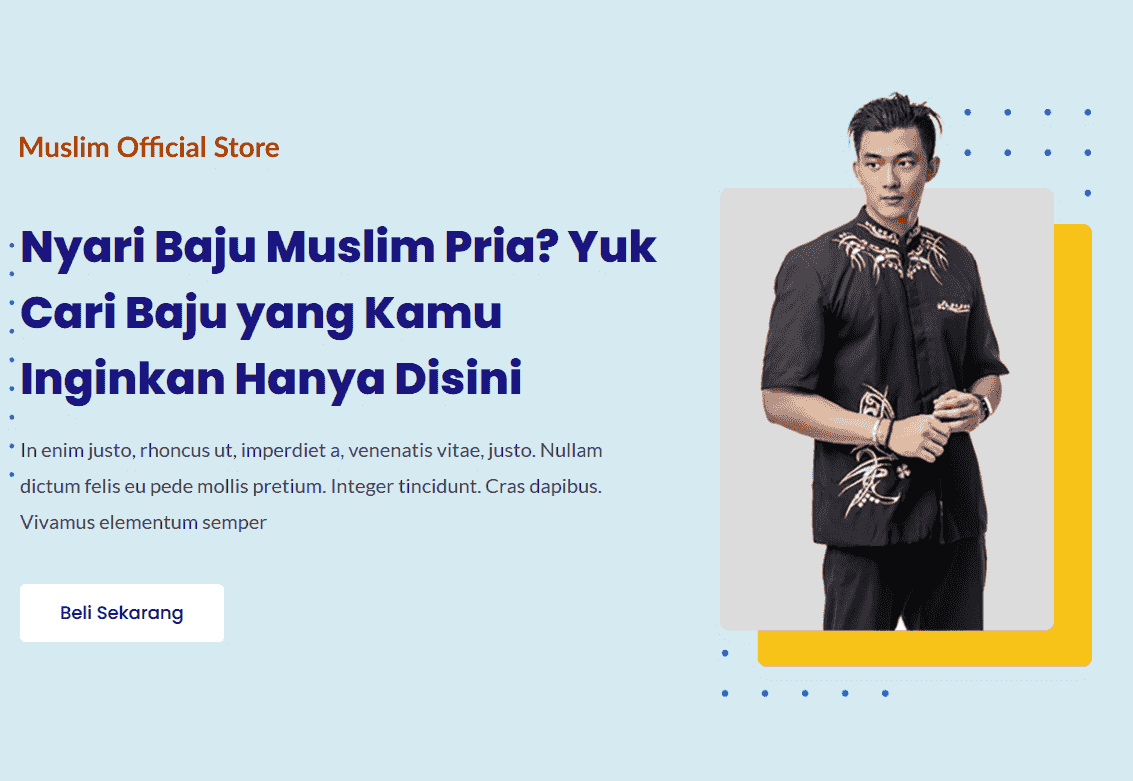 Muslim Official Store
Nyari Baju Muslim Pria? Yuk
Cari Baju yang Kamu
Inginkan Hanya Disini
In enim justo, rhoncus ut, imperdiet a, venenatis vitae, justo. Nullam
dictum felis eu pede mollis pretium. Integer tincidunt. Cras dapibus.
Vivamus elementum semper
Beli Sekarang